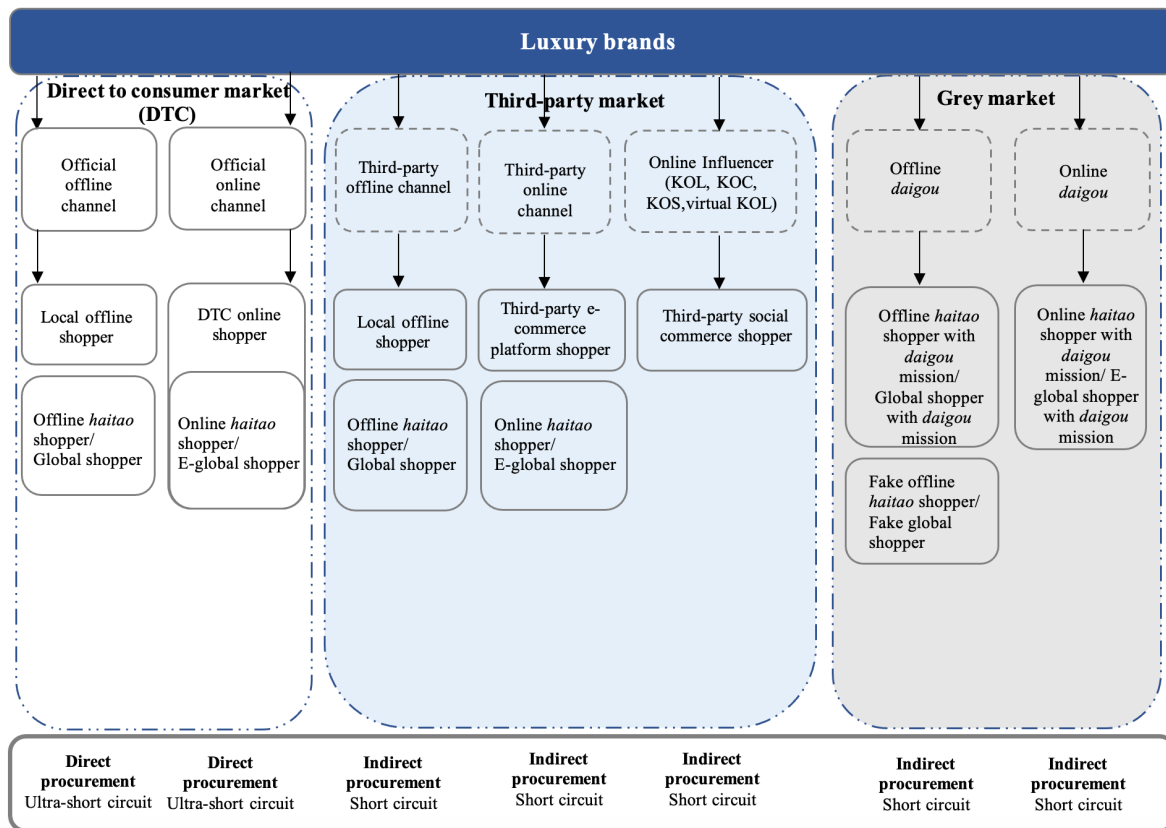 Luxury brands
Direct to consumer market
(DTC)
Third-party market
Grey market
Official
offline
channel
Official
online
channel
Third-party
offline channel
Third-party
online
channel
Online Influencer
(KOL, KOC,
KOS,virtual KOL)
Offline
daigou
Online
daigou
Local offline
shopper
DTC online
shopper
Local offline
shopper
Third-party e-
commerce
platform shopper
Third-party social
commerce shopper
Offline haitao
shopper with
daigou
mission/
Global shopper
with daigou
mission
Online haitao
shopper with
daigou
mission/ E-
global shopper
with daigou
mission
Offline haitao
shopper/
Global shopper
Online haitao
shopper/
E-global shopper
Offline haitao
shopper/
Global shopper
Online haitao
shopper/
E-global shopper
Fake offline
haitao shopper/
Fake global
shopper
Direct
procurement
Ultra-short circuit
Direct
procurement
Ultra-short circuit
Indirect
procurement
Short circuit
Indirect
procurement
Short circuit
Indirect
procurement
Short circuit
Indirect
procurement
Short circuit
Indirect
procurement
Short circuit